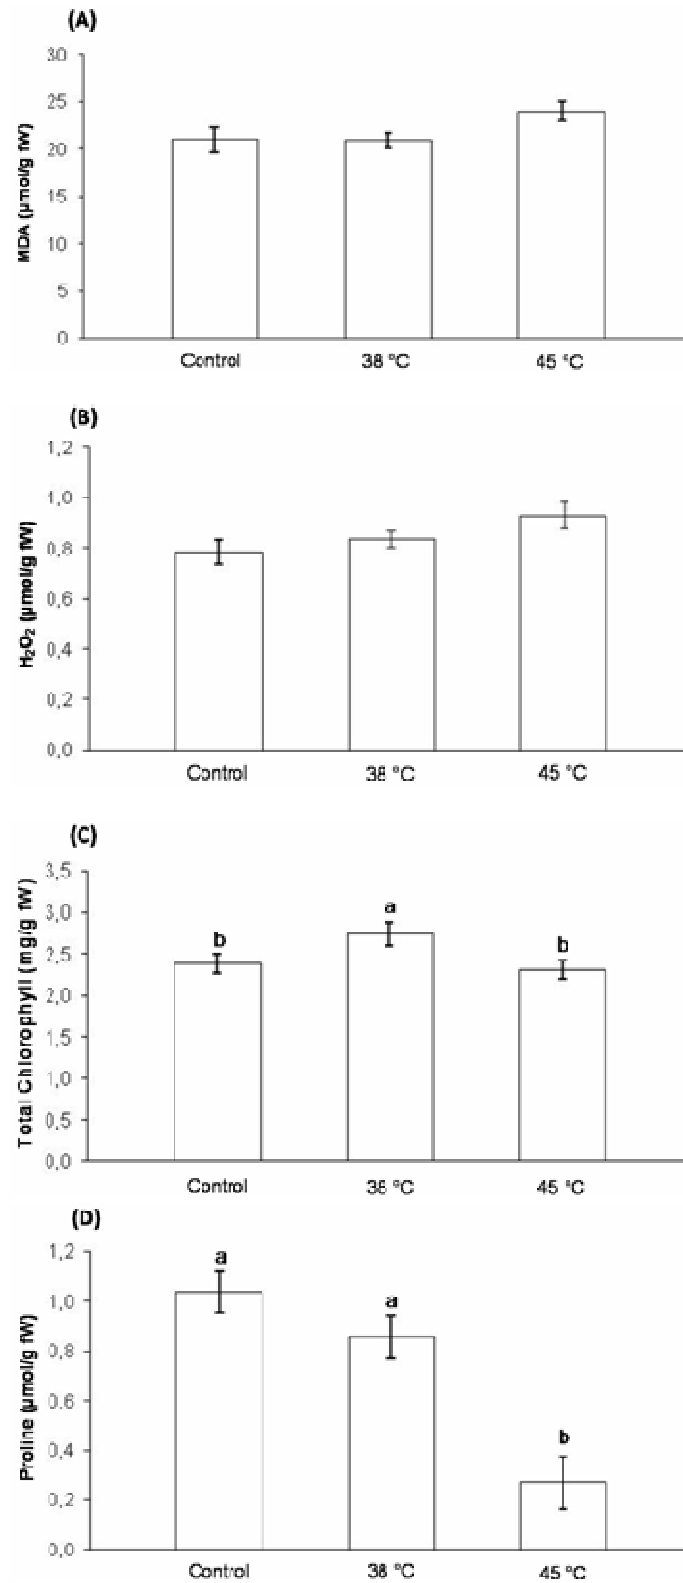 (A)
30
25
20
15
10
5
0
MDA (µmol/g fW)
Control 38 °C 45 °C
(B)
1,2
1,0
0,8
0,6
0,4
0,2
0,0
H₂O₂ (µmol/g fW)
Control 38 °C 45 °C
(C)
3,5
3,0
2,5
2,0
1,5
1,0
0,5
0,0
Total Chlorophyll (mg/g fW)
b a b
Control 38 °C 45 °C
(D)
1,2
1,0
0,8
0,6
0,4
0,2
0,0
Proline (µmol/g fW)
a a b
Control 38 °C 45 °C